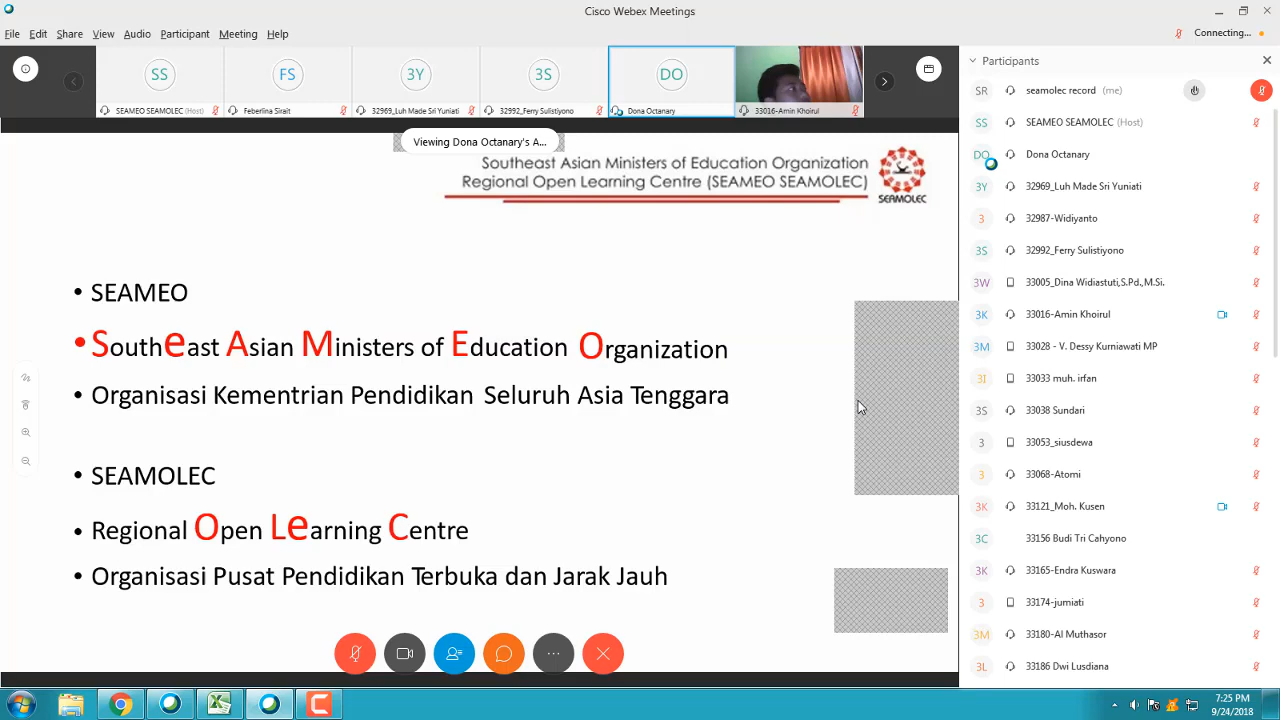 Cisco Webex Meetings
File Edit Share View Audio Participant Meeting Help
Connecting...
SS
FS
3Y
3S
DO
SEAMEO SEAMOLEC (Host)
Feberlina Sirait
32969_Luh Made Sri Yuniati
32992_Ferry Sulistiyono
Dona Octanary
33016-Amin Khoirul
Viewing Dona Octanary's A...
Southeast Asian Ministers of Education Organization
Regional Open Learning Centre (SEAMEO SEAMOLEC)
SEAMOLEC
• SEAMEO
• Southeast Asian Ministers of Education Organization
• Organisasi Kementrian Pendidikan Seluruh Asia Tenggara
• SEAMOLEC
• Regional Open LeArning Centre
• Organisasi Pusat Pendidikan Terbuka dan Jarak Jauh
Participants
SR seamolec record (me)
SS SEAMEO SEAMOLEC (Host)
DO Dona Octanary
3Y 32969_Luh Made Sri Yuniati
3 32987-Widiyanto
3S 32992_Ferry Sulistiyono
3W 33005_Dina Widiastuti,S.Pd.,M.Si.
3K 33016-Amin Khoirul
3M 33028 - V. Dessy Kurniawati MP
3I 33033 muh. irfan
3S 33038 Sundari
3 33053_siusdewa
3 33068-Atomi
3K 33121_Moh. Kusen
3C 33156 Budi Tri Cahyono
3K 33165-Endra Kuswara
3 33174-jumiati
3M 33180-Al Muthasor
3L 33186 Dwi Lusdiana
7:25 PM
9/24/2018